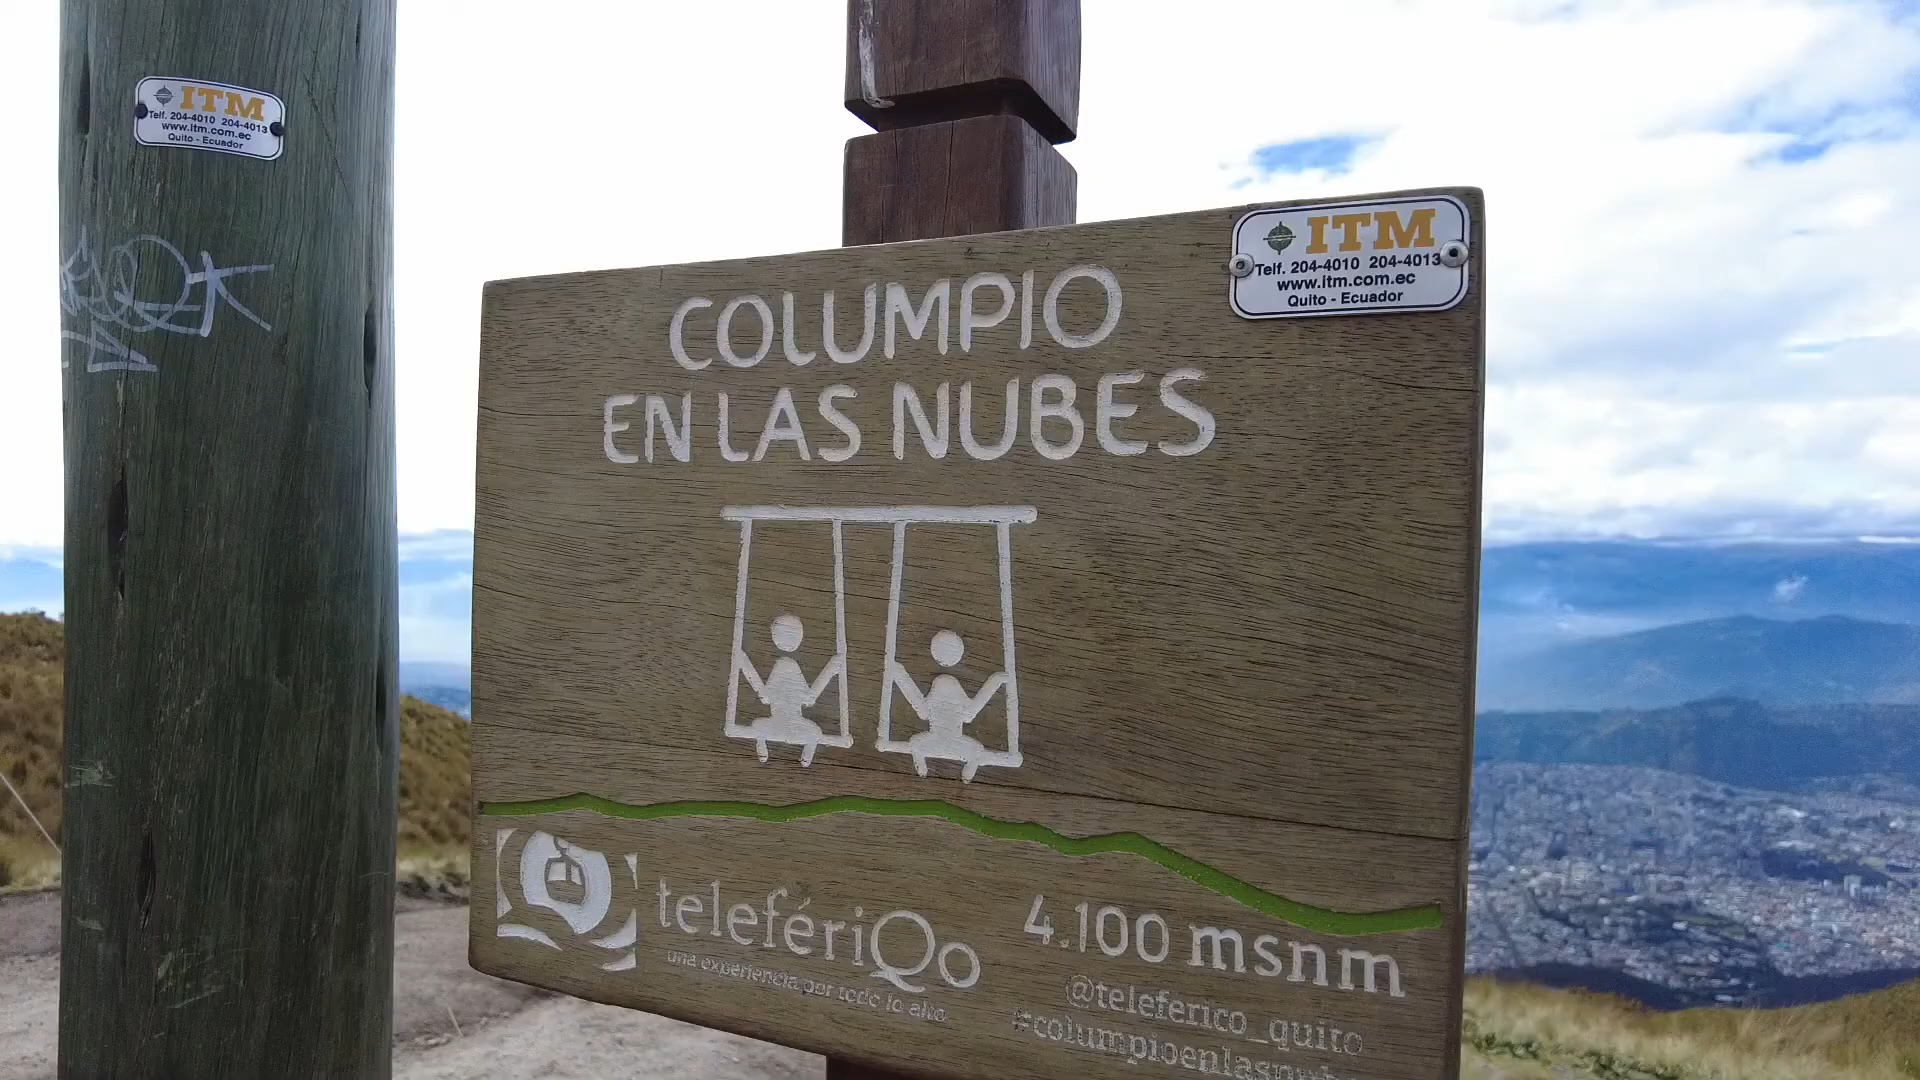 ITM
Telf. 204-4010 204-4013
www.itm.com.ec
Quito - Ecuador
ITM
Telf. 204-4010 204-4013
www.itm.com.ec
Quito - Ecuador
COLUMPIO
EN LAS NUBES
telefériQo
una experiencia por todo lo alto
4.100 msnm
@teleferico_quito